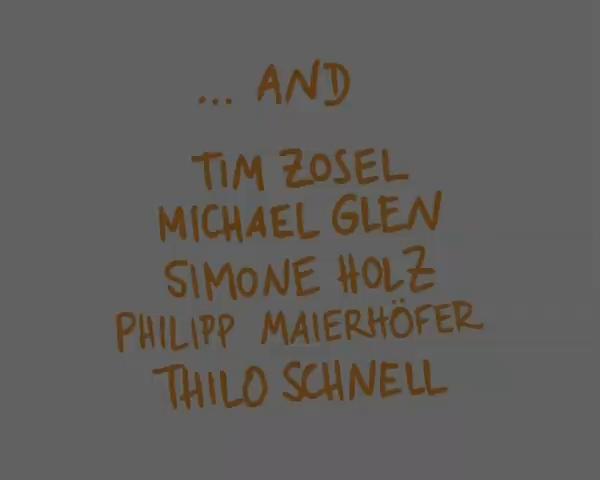 ... AND
TIM ZOSEL
MICHAEL GLEN
SIMONE HOLZ
PHILIPP MAIERHÖFER
THILO SCHNELL